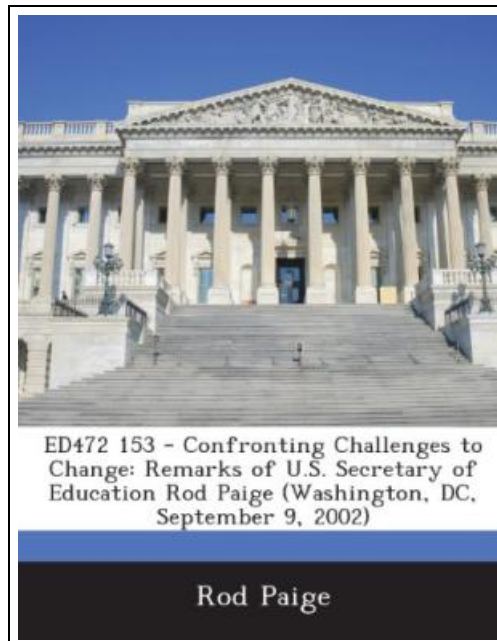 ED472 153 - Confronting Challenges to
Change: Remarks of U.S. Secretary of
Education Rod Paige (Washington, DC,
September 9, 2002)
Rod Paige